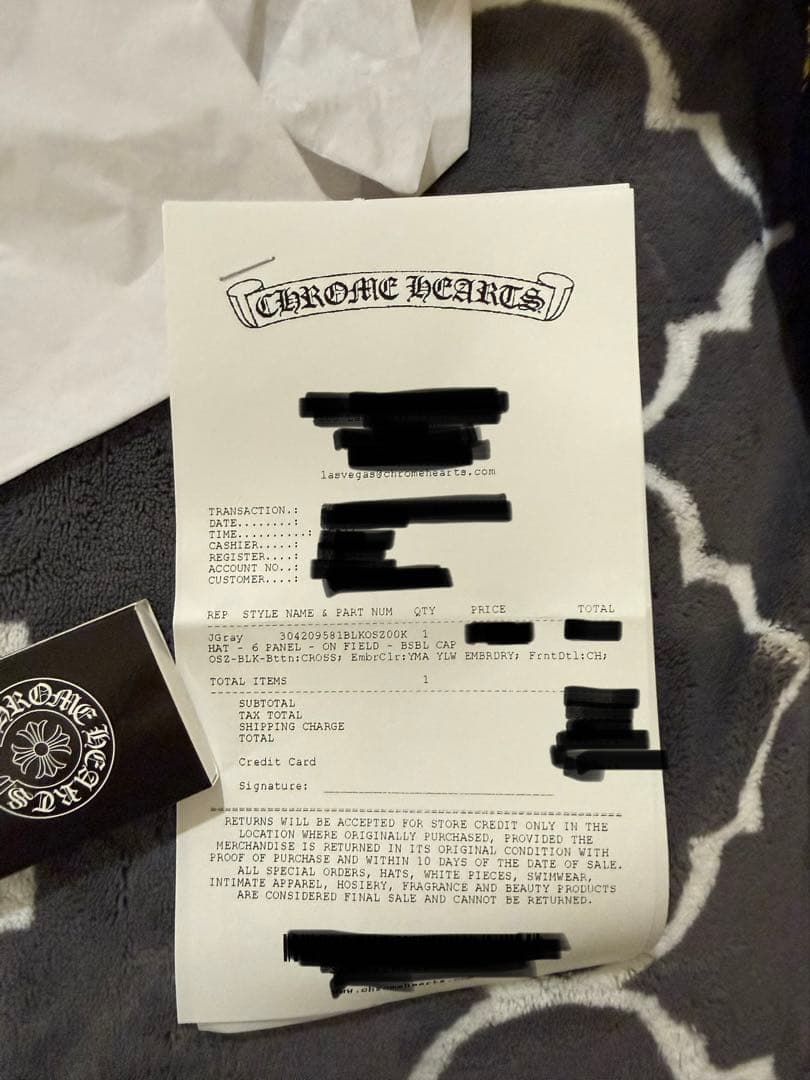 CHROME HEARTS
lasvegas@chromehearts.com
TRANSACTION.:
DATE........:
TIME..........:
CASHIER.....:
REGISTER....:
ACCOUNT NO..:
CUSTOMER....:
REP STYLE NAME & PART NUM QTY PRICE TOTAL
JGray 304209581BLKOSZ00K 1
HAT - 6 PANEL - ON FIELD - BSBL CAP
OSZ-BLK-Bttn:CROSS; EmbrClr:YMA YLW EMBRDRY; FrntDtl:CH;
TOTAL ITEMS 1
SUBTOTAL
TAX TOTAL
SHIPPING CHARGE
TOTAL
Credit Card
Signature:
RETURNS WILL BE ACCEPTED FOR STORE CREDIT ONLY IN THE
LOCATION WHERE ORIGINALLY PURCHASED, PROVIDED THE
MERCHANDISE IS RETURNED IN ITS ORIGINAL CONDITION WITH
PROOF OF PURCHASE AND WITHIN 10 DAYS OF THE DATE OF SALE.
ALL SPECIAL ORDERS, HATS, WHITE PIECES, SWIMWEAR,
INTIMATE APPAREL, HOSIERY, FRAGRANCE AND BEAUTY PRODUCTS
ARE CONSIDERED FINAL SALE AND CANNOT BE RETURNED.
CHROME HEARTS